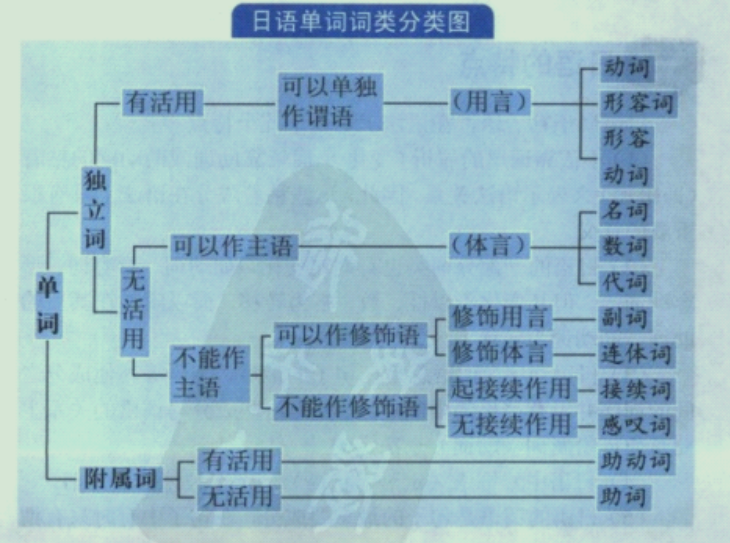 日语单词词类分类图
单词
独立词
有活用
可以单独
作谓语
（用言）
动词
形容词
形容
动词
无活用
可以作主语
（体言）
名词
数词
代词
不能作
主语
可以作修饰语
修饰用言
副词
修饰体言
连体词
不能作修饰语
起接续作用
接续词
无接续作用
感叹词
附属词
有活用
助动词
无活用
助词